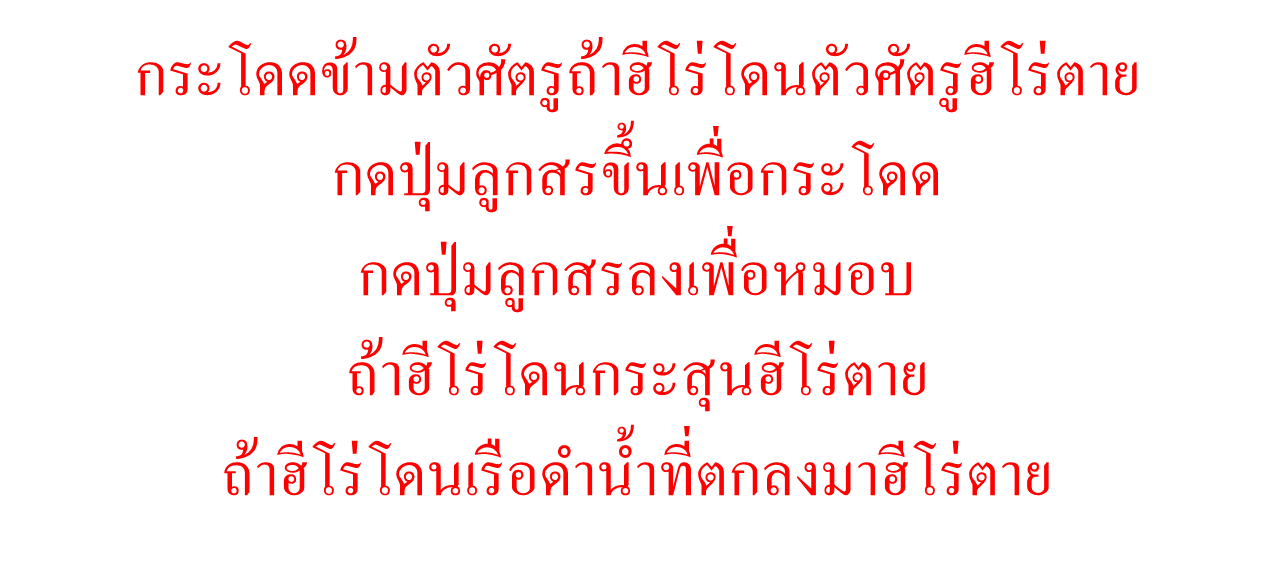 กระโดดข้ามตัวศัตรูถ้าฮีโร่โดนตัวศัตรูฮีโร่ตาย
กดปุ่มลูกสรขึ้นเพื่อกระโดด
กดปุ่มลูกสรลงเพื่อหมอบ
ถ้าฮีโร่โดนกระสุนฮีโร่ตาย
ถ้าฮีโร่โดนเรือดำน้ำที่ตกลงมาฮีโร่ตาย